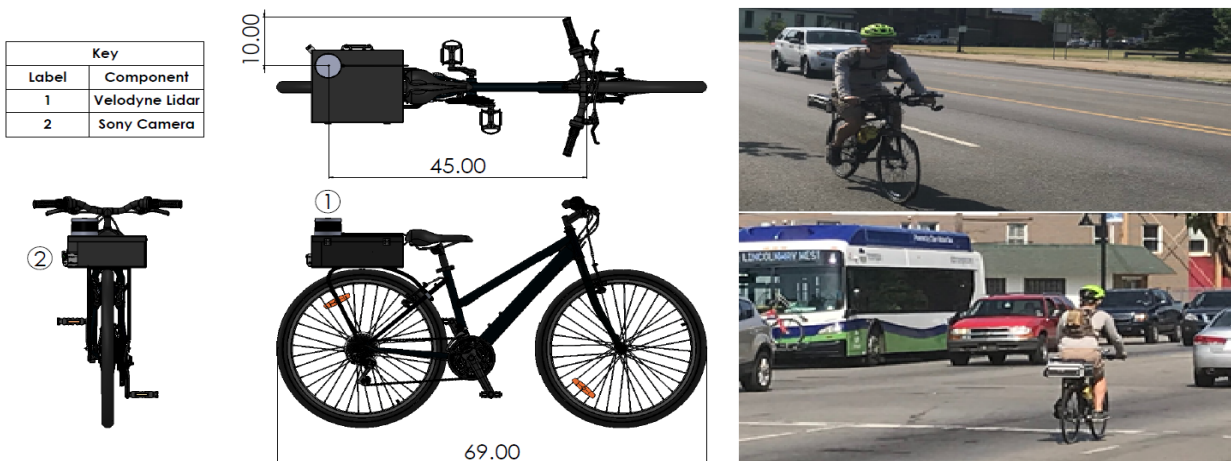 Key
Label Component
1 Velodyne Lidar
2 Sony Camera
10.00
45.00
1
2
69.00
LINCOLNWAY WEST